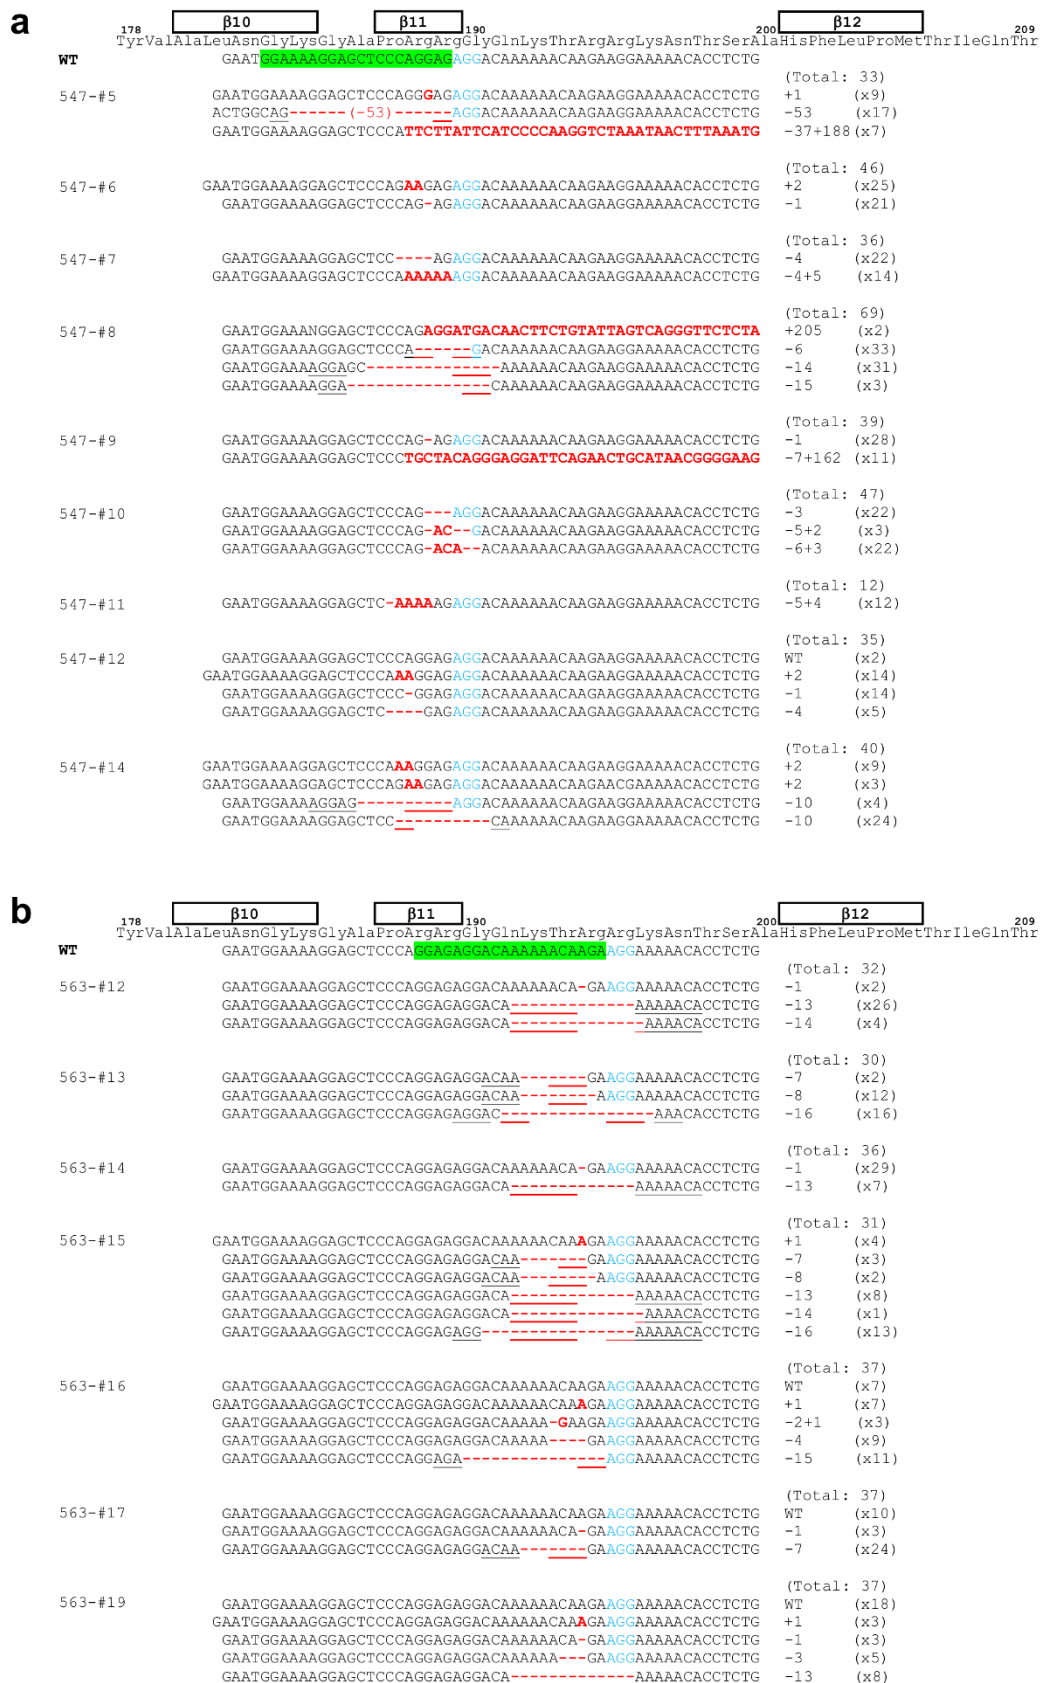 a
178 β10 β11 190 200 β12 209
TyrValAlaLeuAsnGlyLysGlyAlaProArgArgGlyGlnLysThrArgArgLysAsnThrSerAlaHisPheLeuProMetThrIleGlnThr
WT GAATGGAAAAGGAGCTCCCAGGAGAGGACAAAAAACAAGAAGGAAAAACACCTCTG
(Total: 33)
547-#5 GAATGGAAAAGGAGCTCCCAGGGAGAGGACAAAAAACAAGAAGGAAAAACACCTCTG +1 (x9)
ACTGGCAG------(-53)------AGGACAAAAAACAAGAAGGAAAAACACCTCTG -53 (x17)
GAATGGAAAAGGAGCTCCCATTCTTATTCATCCCCAAGGTCTAAATAACTTTAAATG -37+188 (x7)
(Total: 46)
547-#6 GAATGGAAAAGGAGCTCCCAGAAGAGAGGACAAAAAACAAGAAGGAAAAACACCTCTG +2 (x25)
GAATGGAAAAGGAGCTCCCAG-AGAGGACAAAAAACAAGAAGGAAAAACACCTCTG -1 (x21)
(Total: 36)
547-#7 GAATGGAAAAGGAGCTCC----AGAGGACAAAAAACAAGAAGGAAAAACACCTCTG -4 (x22)
GAATGGAAAAGGAGCTCCCAAAAAAAGGACAAAAAACAAGAAGGAAAAACACCTCTG -4+5 (x14)
(Total: 69)
547-#8 GAATGGAAANGGAGCTCCCAGAGGATGACAACTTCTGTATTAGTCAGGGTTCTCTA +205 (x2)
GAATGGAAAAGGAGCTCCCA------GACAAAAAACAAGAAGGAAAAACACCTCTG -6 (x33)
GAATGGAAAAGGAGC--------------AAAAAACAAGAAGGAAAAACACCTCTG -14 (x31)
GAATGGAAAAGGA---------------CAAAAAACAAGAAGGAAAAACACCTCTG -15 (x3)
(Total: 39)
547-#9 GAATGGAAAAGGAGCTCCCAG-AGAGGACAAAAAACAAGAAGGAAAAACACCTCTG -1 (x28)
GAATGGAAAAGGAGCTCCCTGCTACAGGGAGGATTCAGAACTGCATAACGGGGAAG -7+162 (x11)
(Total: 47)
547-#10 GAATGGAAAAGGAGCTCCCAG---AGGACAAAAAACAAGAAGGAAAAACACCTCTG -3 (x22)
GAATGGAAAAGGAGCTCCCAG-AC--GACAAAAAACAAGAAGGAAAAACACCTCTG -5+2 (x3)
GAATGGAAAAGGAGCTCCCAG-ACA--ACAAAAAACAAGAAGGAAAAACACCTCTG -6+3 (x22)
(Total: 12)
547-#11 GAATGGAAAAGGAGCTC-AAAAAGAGGACAAAAAACAAGAAGGAAAAACACCTCTG -5+4 (x12)
(Total: 35)
547-#12 GAATGGAAAAGGAGCTCCCAGGAGAGGACAAAAAACAAGAAGGAAAAACACCTCTG WT (x2)
GAATGGAAAAGGAGCTCCCAAAGGAGAGGACAAAAAACAAGAAGGAAAAACACCTCTG +2 (x14)
GAATGGAAAAGGAGCTCCC-GGAGAGGACAAAAAACAAGAAGGAAAAACACCTCTG -1 (x14)
GAATGGAAAAGGAGCTC----GAGAGGACAAAAAACAAGAAGGAAAAACACCTCTG -4 (x5)
(Total: 40)
547-#14 GAATGGAAAAGGAGCTCCCAAAGGAGAGGACAAAAAACAAGAAGGAAAAACACCTCTG +2 (x9)
GAATGGAAAAGGAGCTCCCAGAAGAGAGGACAAAAAACAAGAACGAAAAACACCTCTG +2 (x3)
GAATGGAAAAGGAG----------AGGACAAAAAACAAGAAGGAAAAACACCTCTG -10 (x4)
GAATGGAAAAGGAGCTCC----------CAAAAAACAAGAAGGAAAAACACCTCTG -10 (x24)
b
178 β10 β11 190 200 β12 209
TyrValAlaLeuAsnGlyLysGlyAlaProArgArgGlyGlnLysThrArgArgLysAsnThrSerAlaHisPheLeuProMetThrIleGlnThr
WT GAATGGAAAAGGAGCTCCCAGGAGAGGACAAAAAACAAGAAGGAAAAACACCTCTG
(Total: 32)
563-#12 GAATGGAAAAGGAGCTCCCAGGAGAGGACAAAAAACA-GAAGGAAAAACACCTCTG -1 (x2)
GAATGGAAAAGGAGCTCCCAGGAGAGGACA-------------AAAAACACCTCTG -13 (x26)
GAATGGAAAAGGAGCTCCCAGGAGAGGACA--------------AAAACACCTCTG -14 (x4)
(Total: 30)
563-#13 GAATGGAAAAGGAGCTCCCAGGAGAGGACAA-------GAAGGAAAAACACCTCTG -7 (x2)
GAATGGAAAAGGAGCTCCCAGGAGAGGACAA--------AAGGAAAAACACCTCTG -8 (x12)
GAATGGAAAAGGAGCTCCCAGGAGAGGAC----------------AAACACCTCTG -16 (x16)
(Total: 36)
563-#14 GAATGGAAAAGGAGCTCCCAGGAGAGGACAAAAAACA-GAAGGAAAAACACCTCTG -1 (x29)
GAATGGAAAAGGAGCTCCCAGGAGAGGACA-------------AAAAACACCTCTG -13 (x7)
(Total: 31)
563-#15 GAATGGAAAAGGAGCTCCCAGGAGAGGACAAAAAACAAAGAAGGAAAAACACCTCTG +1 (x4)
GAATGGAAAAGGAGCTCCCAGGAGAGGACAA-------GAAGGAAAAACACCTCTG -7 (x3)
GAATGGAAAAGGAGCTCCCAGGAGAGGACAA--------AAGGAAAAACACCTCTG -8 (x2)
GAATGGAAAAGGAGCTCCCAGGAGAGGACA-------------AAAAACACCTCTG -13 (x8)
GAATGGAAAAGGAGCTCCCAGGAGAGGACA--------------AAAACACCTCTG -14 (x1)
GAATGGAAAAGGAGCTCCCAGGAGAGG----------------AAAAACACCTCTG -16 (x13)
(Total: 37)
563-#16 GAATGGAAAAGGAGCTCCCAGGAGAGGACAAAAAACAAGAAGGAAAAACACCTCTG WT (x7)
GAATGGAAAAGGAGCTCCCAGGAGAGGACAAAAAACAAAGAAGGAAAAACACCTCTG +1 (x7)
GAATGGAAAAGGAGCTCCCAGGAGAGGACAAAAA-GAAGAAGGAAAAACACCTCTG -2+1 (x3)
GAATGGAAAAGGAGCTCCCAGGAGAGGACAAAAA----GAAGGAAAAACACCTCTG -4 (x9)
GAATGGAAAAGGAGCTCCCAGGAGA---------------AGGAAAAACACCTCTG -15 (x11)
(Total: 37)
563-#17 GAATGGAAAAGGAGCTCCCAGGAGAGGACAAAAAACAAGAAGGAAAAACACCTCTG WT (x10)
GAATGGAAAAGGAGCTCCCAGGAGAGGACAAAAAACA-GAAGGAAAAACACCTCTG -1 (x3)
GAATGGAAAAGGAGCTCCCAGGAGAGGACAA-------GAAGGAAAAACACCTCTG -7 (x24)
(Total: 37)
563-#19 GAATGGAAAAGGAGCTCCCAGGAGAGGACAAAAAACAAGAAGGAAAAACACCTCTG WT (x18)
GAATGGAAAAGGAGCTCCCAGGAGAGGACAAAAAACAAAGAAGGAAAAACACCTCTG +1 (x3)
GAATGGAAAAGGAGCTCCCAGGAGAGGACAAAAAACA-GAAGGAAAAACACCTCTG -1 (x3)
GAATGGAAAAGGAGCTCCCAGGAGAGGACAAAAAA---GAAGGAAAAACACCTCTG -3 (x5)
GAATGGAAAAGGAGCTCCCAGGAGAGGACA-------------AAAAACACCTCTG -13 (x8)